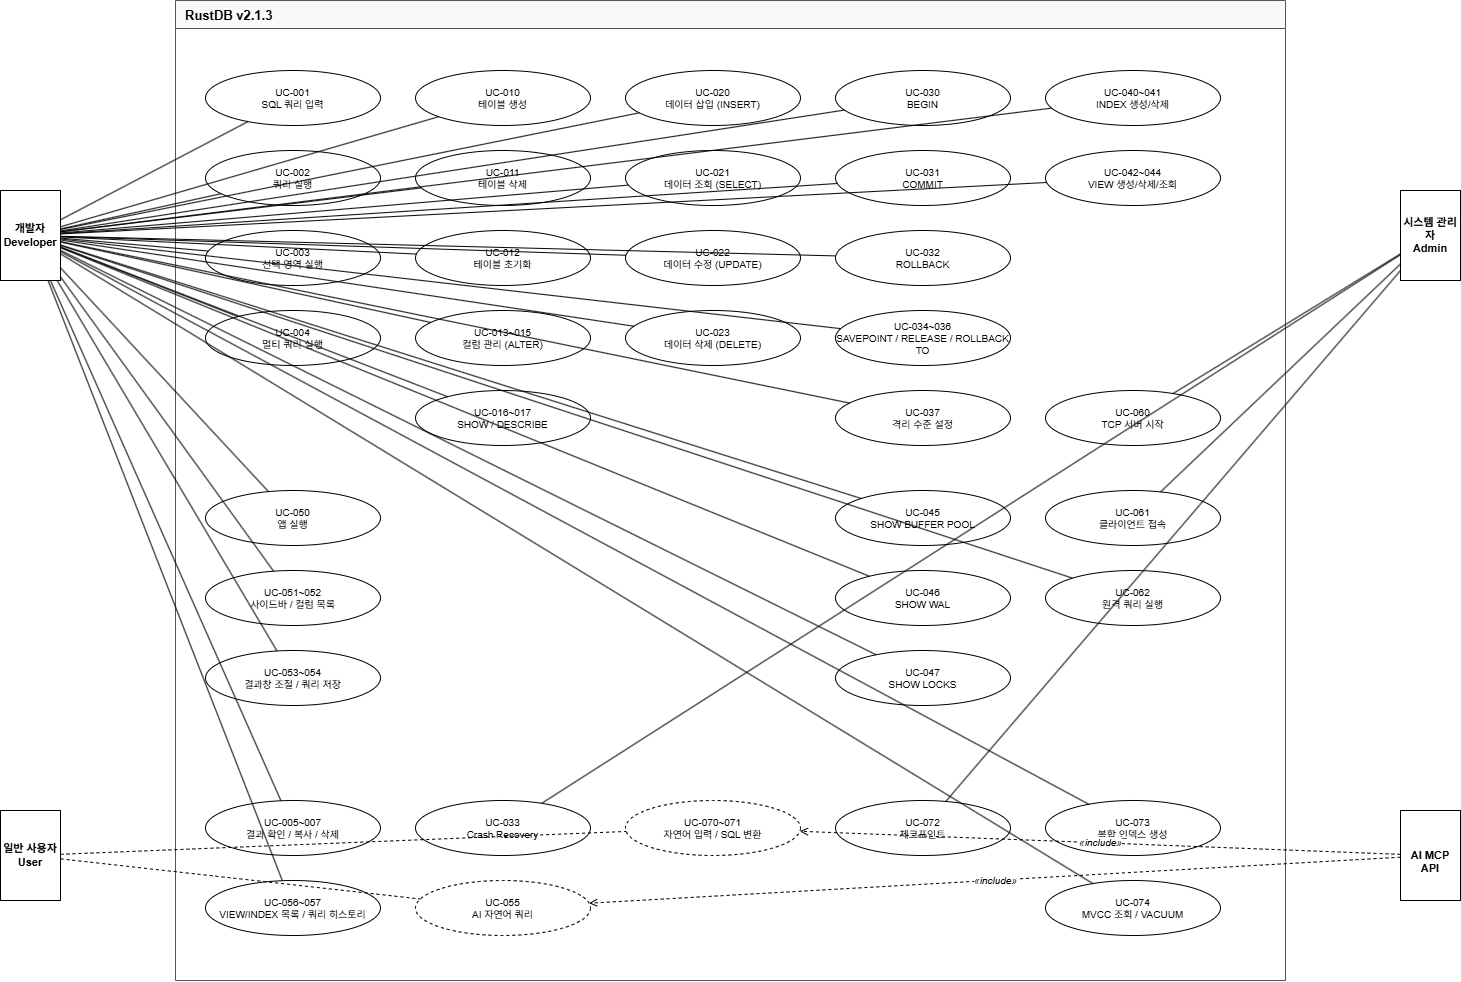 RustDB v2.1.3
UC-001
SQL 쿼리 입력
UC-010
테이블 생성
UC-020
데이터 삽입 (INSERT)
UC-030
BEGIN
UC-040~041
INDEX 생성/삭제
UC-002
쿼리 실행
UC-011
테이블 삭제
UC-021
데이터 조회 (SELECT)
UC-031
COMMIT
UC-042~044
VIEW 생성/삭제/조회
개발자
Developer
시스템 관리
자
Admin
UC-003
선택 영역 실행
UC-012
테이블 초기화
UC-022
데이터 수정 (UPDATE)
UC-032
ROLLBACK
UC-004
멀티 쿼리 실행
UC-013~015
컬럼 관리 (ALTER)
UC-023
데이터 삭제 (DELETE)
UC-034~036
SAVEPOINT / RELEASE / ROLLBACK
TO
UC-016~017
SHOW / DESCRIBE
UC-037
격리 수준 설정
UC-060
TCP 서버 시작
UC-050
앱 실행
UC-045
SHOW BUFFER POOL
UC-061
클라이언트 접속
UC-051~052
사이드바 / 컬럼 목록
UC-046
SHOW WAL
UC-062
원격 쿼리 실행
UC-053~054
결과창 조절 / 쿼리 저장
UC-047
SHOW LOCKS
UC-005~007
결과 확인 / 복사 / 삭제
UC-033
Crash Recovery
UC-070~071
자연어 입력 / SQL 변환
UC-072
체크포인트
UC-073
복합 인덱스 생성
«include»
일반 사용자
User
AI MCP
API
«include»
UC-056~057
VIEW/INDEX 목록 / 쿼리 히스토리
UC-055
AI 자연어 쿼리
UC-074
MVCC 조회 / VACUUM